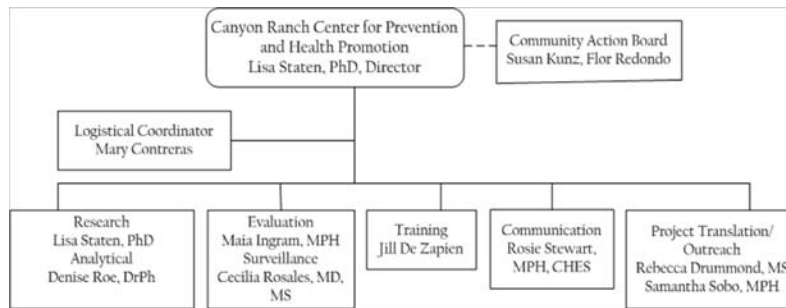 Canyon Ranch Center for Prevention
and Health Promotion
Lisa Staten, PhD, Director
Community Action Board
Susan Kunz, Flor Redondo
Logistical Coordinator
Mary Contreras
Research
Lisa Staten, PhD
Analytical
Denise Roe, DrPh
Evaluation
Maia Ingram, MPH
Surveillance
Cecilia Rosales, MD,
MS
Training
Jill De Zapien
Communication
Rosie Stewart,
MPH, CHES
Project Translation/
Outreach
Rebecca Drummond, MS
Samantha Sobo, MPH